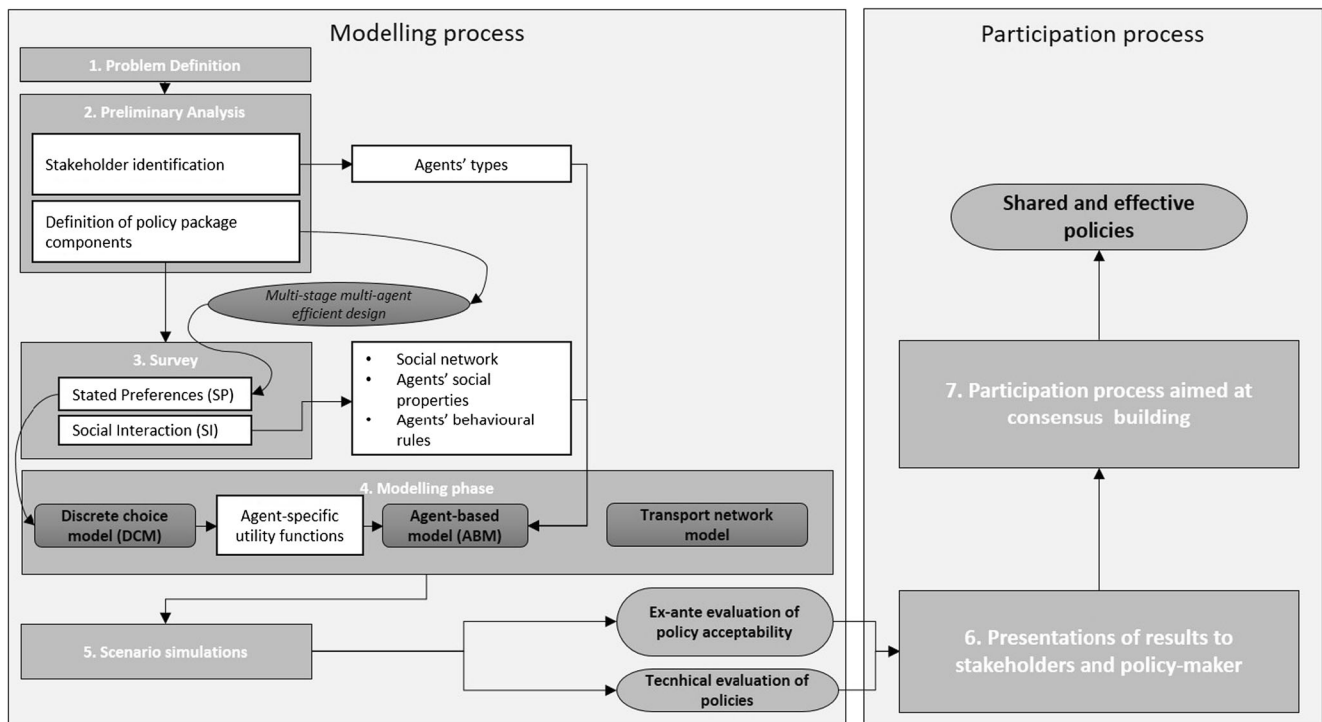 Modelling process
1. Problem Definition
2. Preliminary Analysis
Stakeholder identification
Agents' types
Definition of policy package
components
Multi-stage multi-agent
efficient design
3. Survey
Stated Preferences (SP)
Social Interaction (SI)
• Social network
• Agents' social
properties
• Agents' behavioural
rules
4. Modelling phase
Discrete choice
model (DCM)
Agent-specific
utility functions
Agent-based
model (ABM)
Transport network
model
5. Scenario simulations
Ex-ante evaluation of
policy acceptability
Tecnhical evaluation of
policies
Participation process
Shared and effective
policies
7. Participation process aimed at
consensus building
6. Presentations of results to
stakeholders and policy-maker